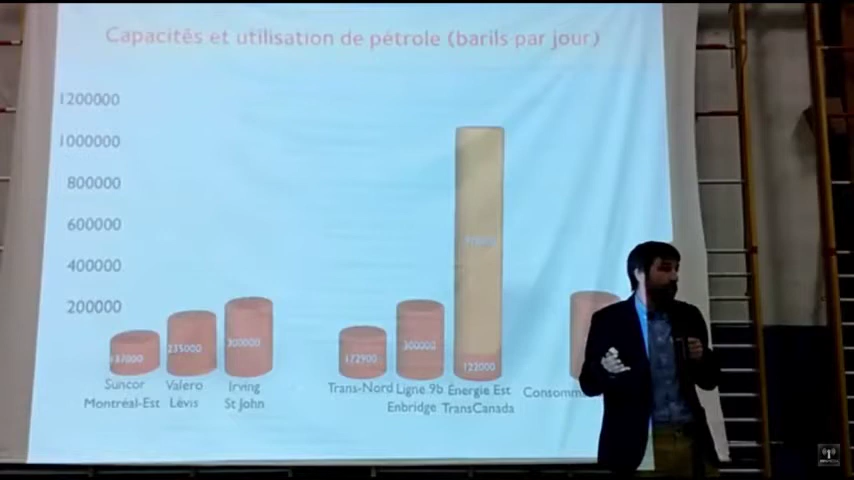 Capacités et utilisation de pétrole (barils par jour)
1200000
1000000
800000
600000
400000
200000
137000
235000
300000
172900
300000
122000
Suncor
Montréal-Est
Valero
Lévis
Irving
St John
Trans-Nord
Ligne 9b
Enbridge
Énergie Est
TransCanada